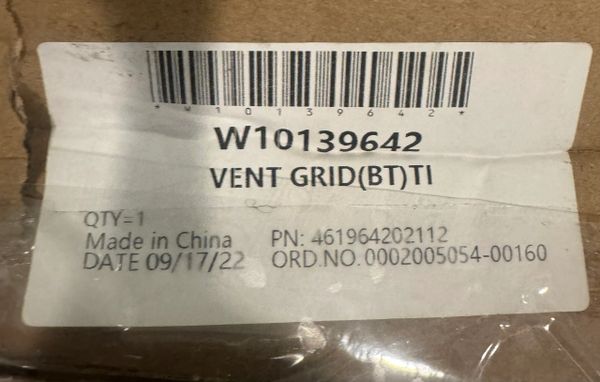 *W10139642*
W10139642
VENT GRID(BT)TI
QTY=1
Made in China PN: 461964202112
DATE 09/17/22 ORD.NO.0002005054-00160